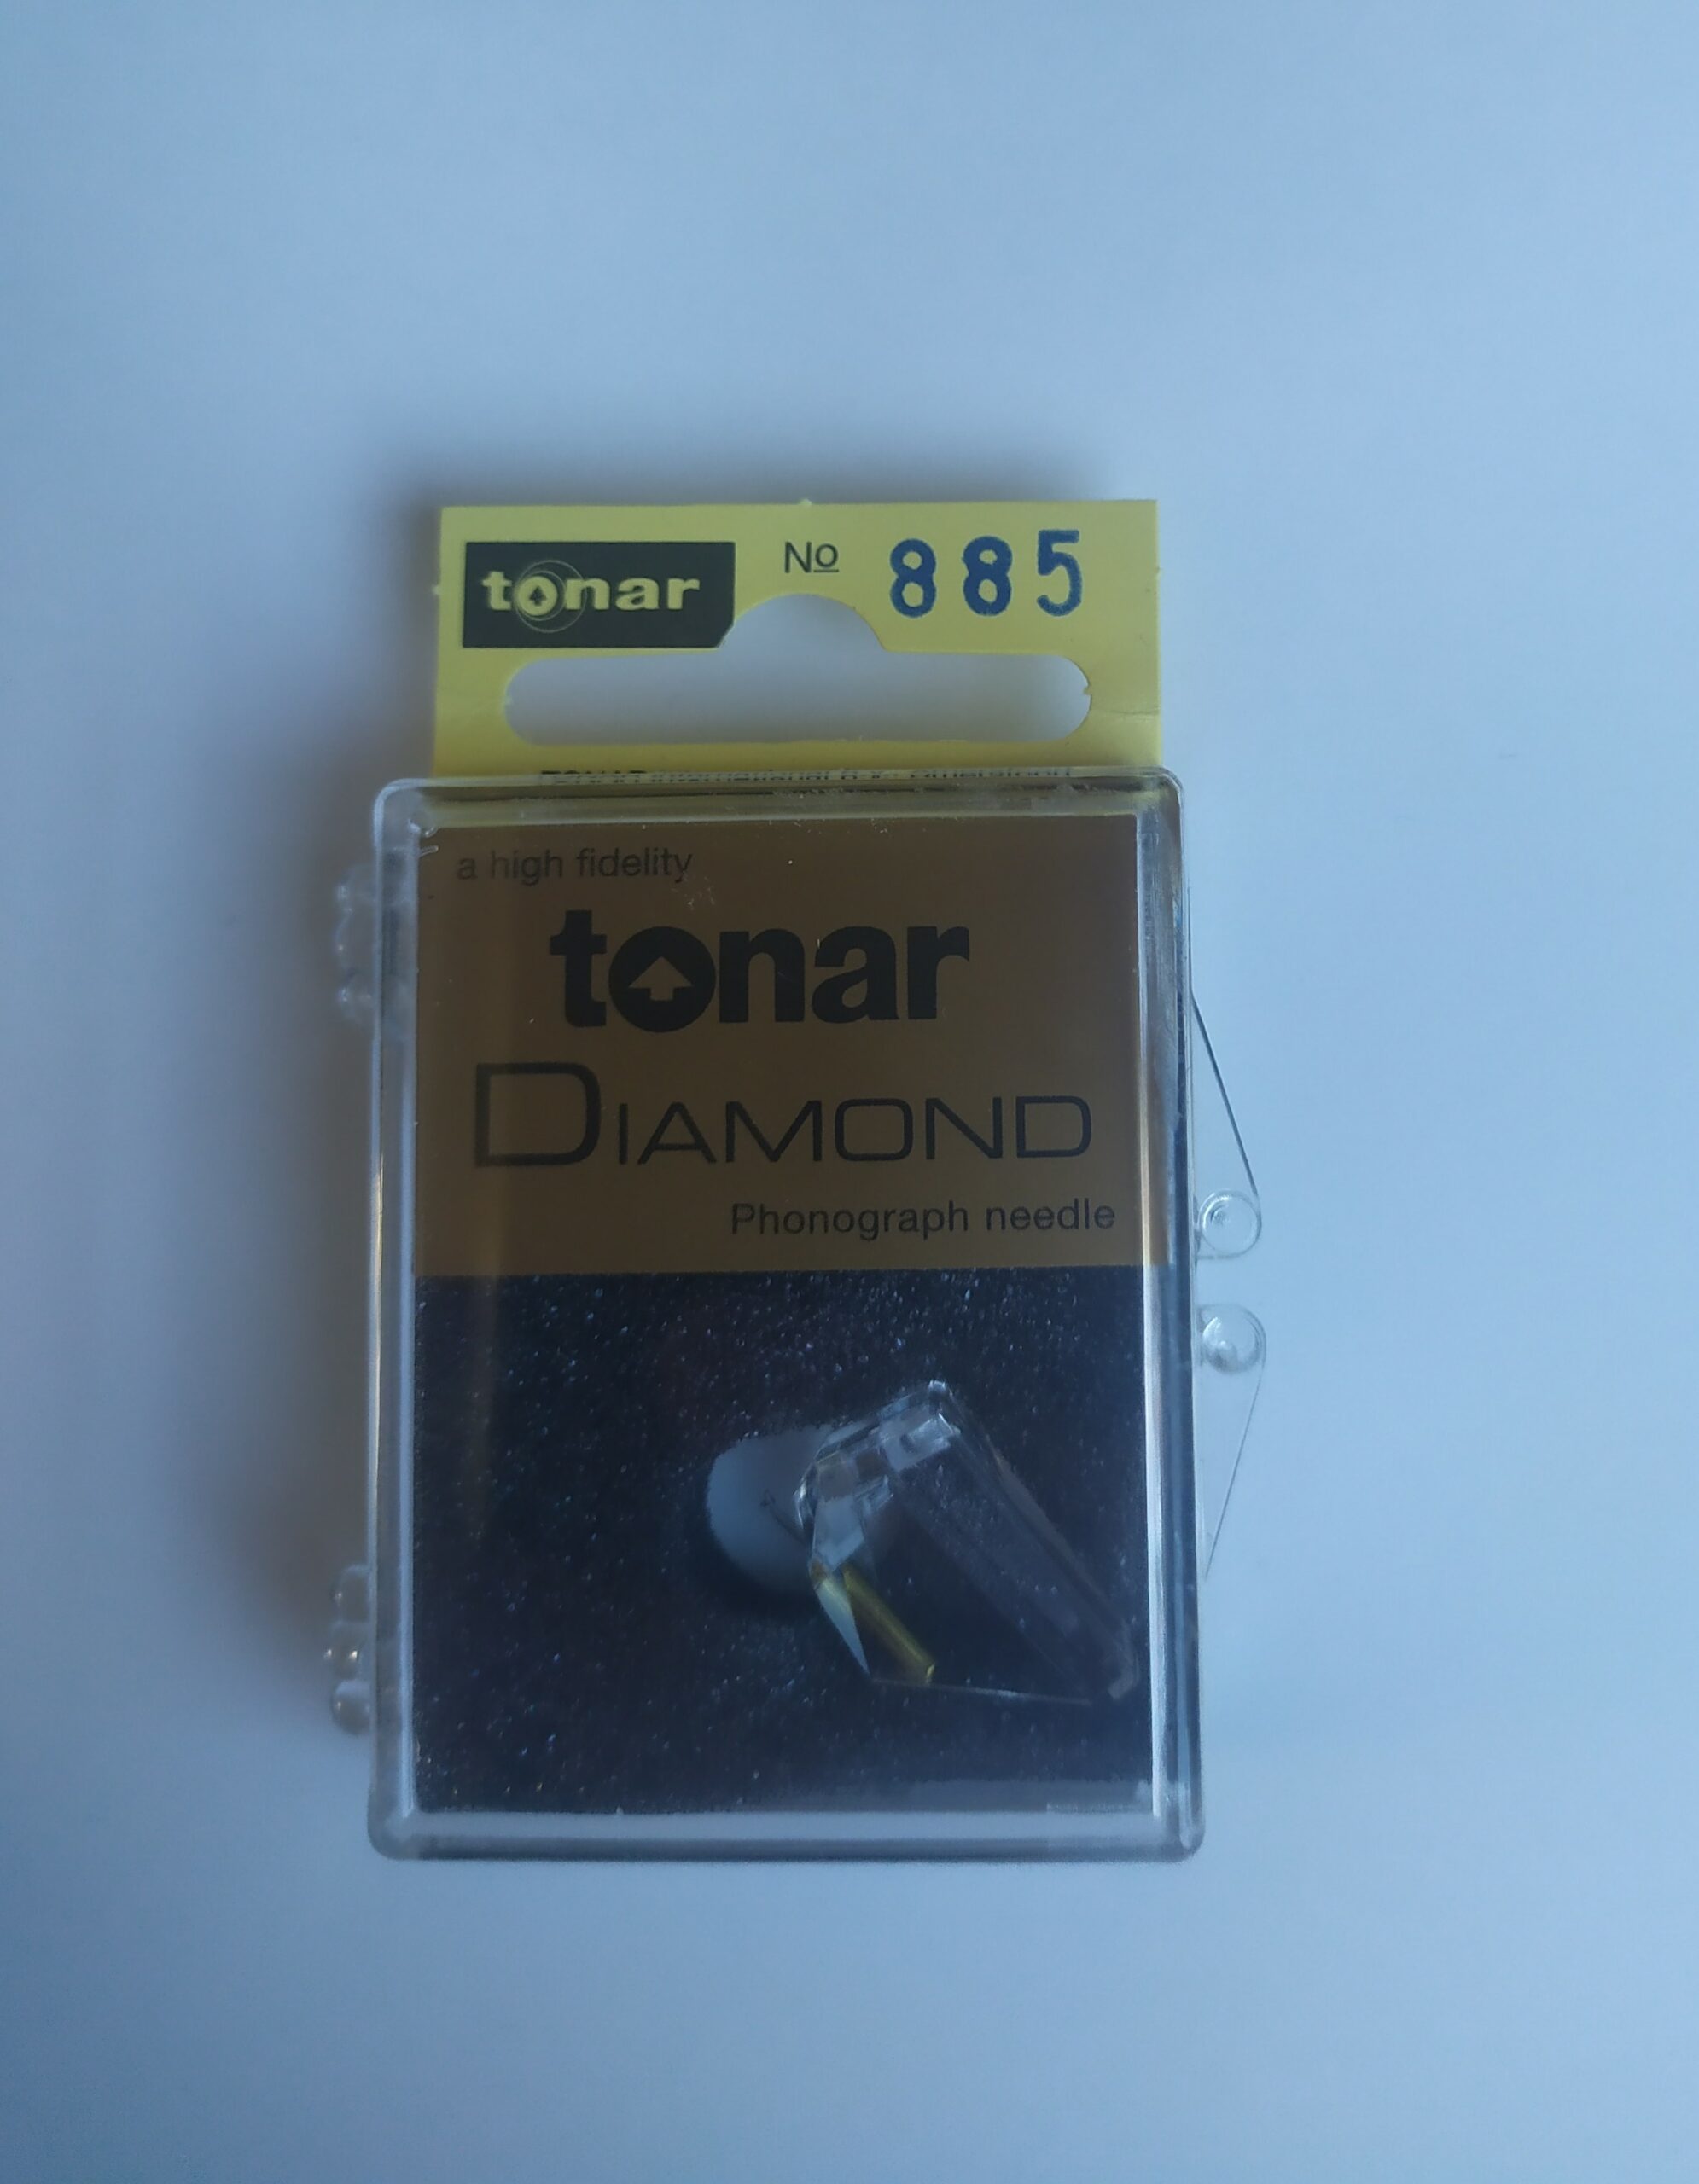 tonar No 885
a high fidelity
tonar
DIAMOND
Phonograph needle